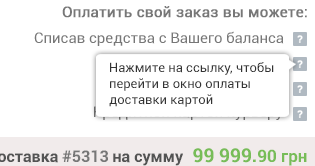 Оплатить свой заказ вы можете:
Списав средства с Вашего баланса ?
Нажмите на ссылку, чтобы ?
перейти в окно оплаты
доставки картой
?
?
оставка #5313 на сумму 99 999.90 грн